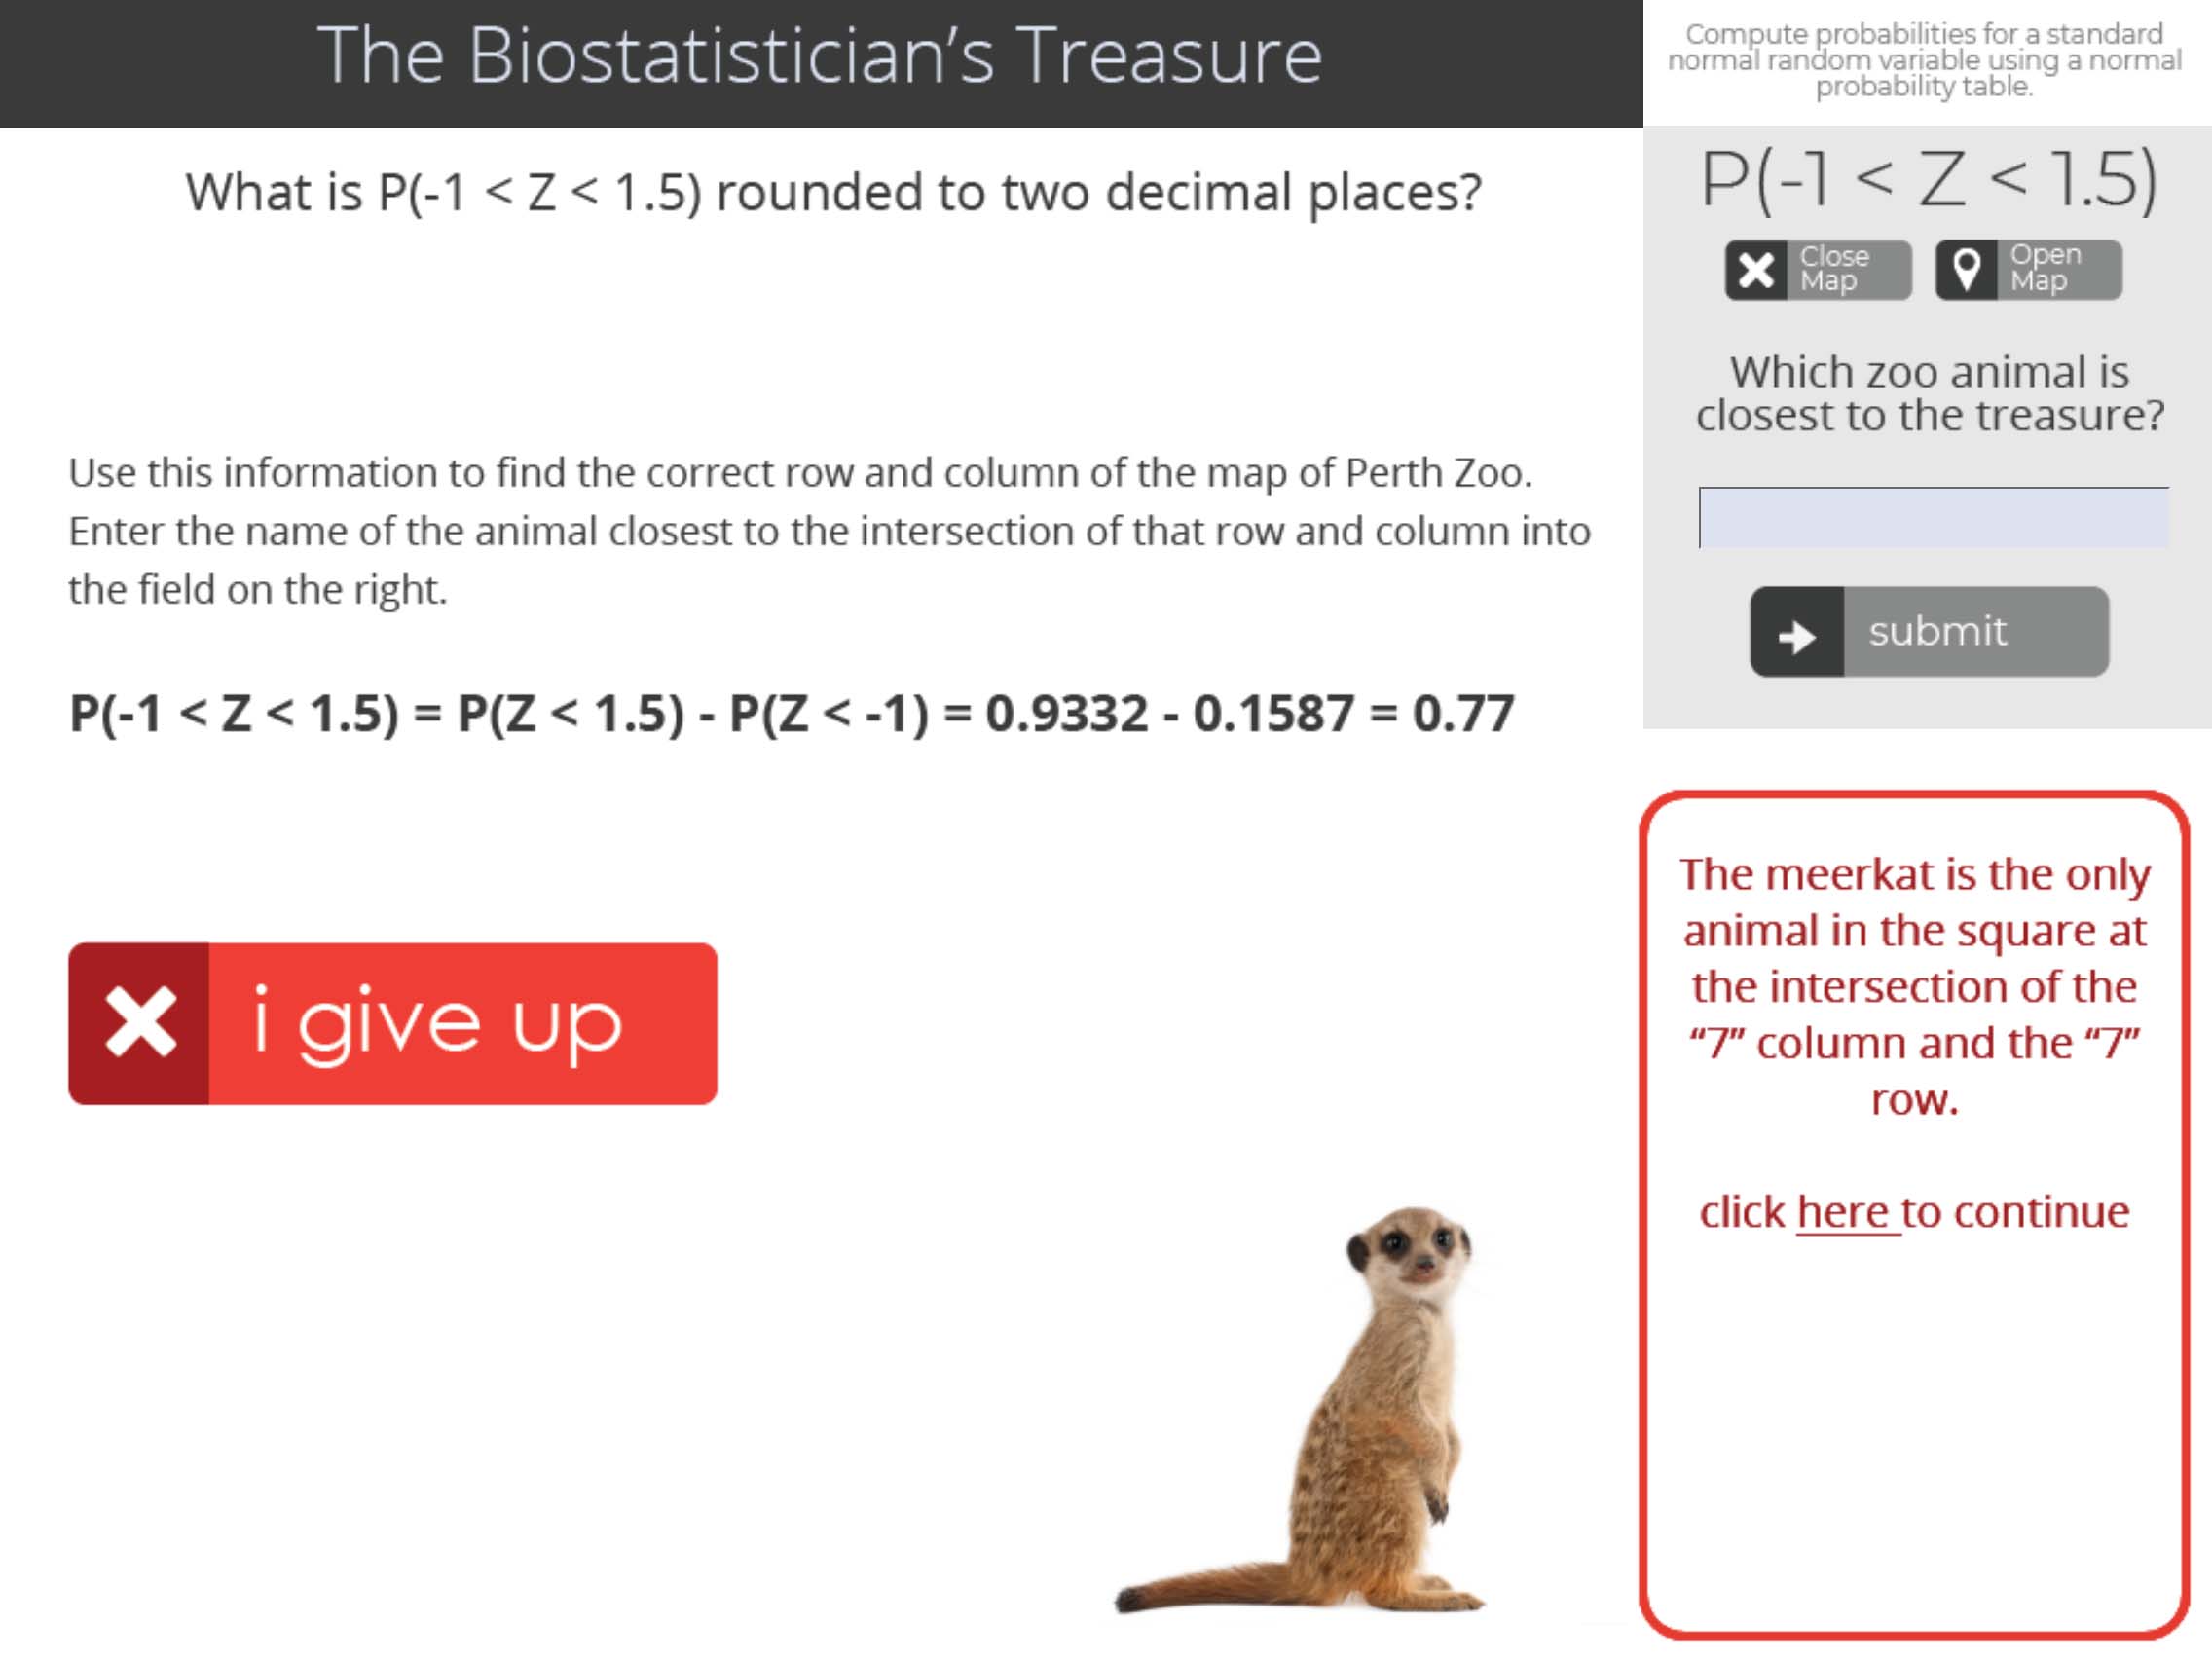 The Biostatistician’s Treasure
What is P(-1 < Z < 1.5) rounded to two decimal places?
Use this information to find the correct row and column of the map of Perth Zoo.
Enter the name of the animal closest to the intersection of that row and column into
the field on the right.
P(-1 < Z < 1.5) = P(Z < 1.5) - P(Z < -1) = 0.9332 - 0.1587 = 0.77
i give up
Compute probabilities for a standard
normal random variable using a normal
probability table.
P(-1 < Z < 1.5)
Close
Map
Open
Map
Which zoo animal is
closest to the treasure?
submit
The meerkat is the only
animal in the square at
the intersection of the
“7” column and the “7”
row.
click here to continue